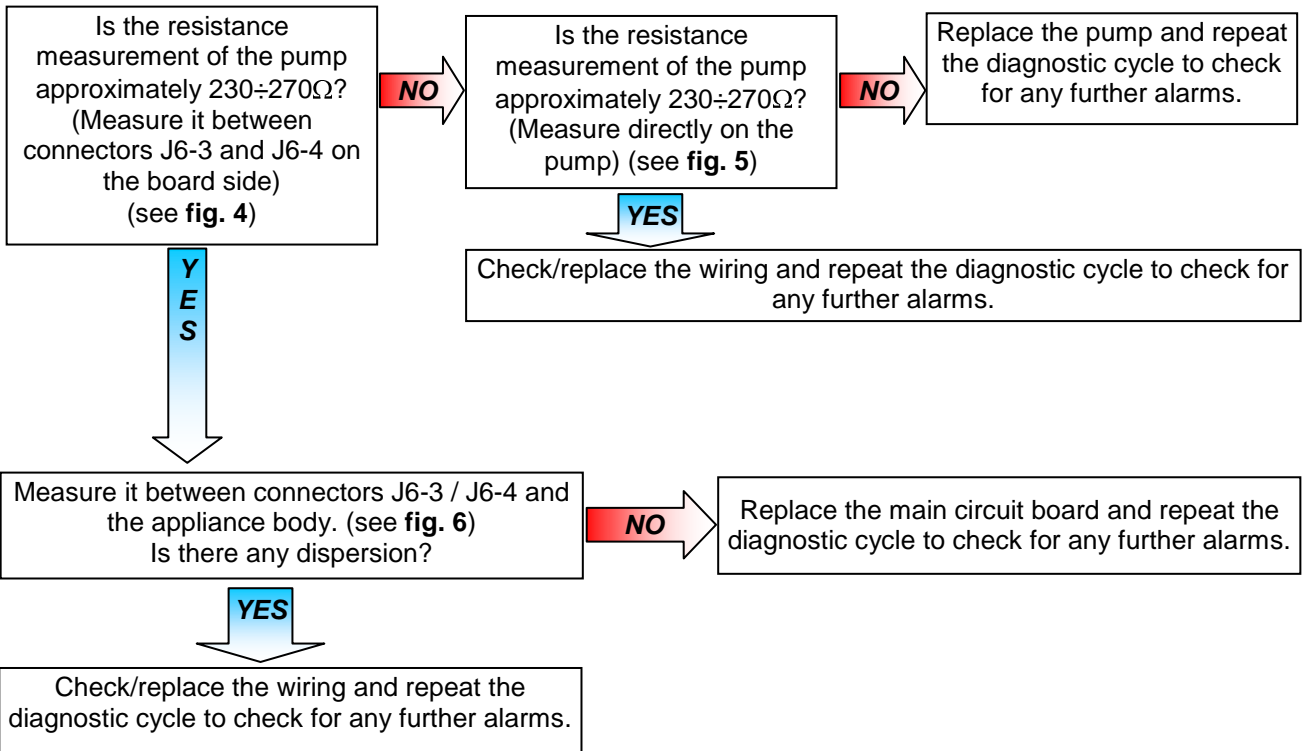 Is the resistance
measurement of the pump
approximately 230÷270Ω?
(Measure it between
connectors J6-3 and J6-4 on
the board side)
(see fig. 4)
NO
Is the resistance
measurement of the pump
approximately 230÷270Ω?
(Measure directly on the
pump) (see fig. 5)
NO
Replace the pump and repeat
the diagnostic cycle to check
for any further alarms.
YES
Check/replace the wiring and repeat the diagnostic cycle to check for
any further alarms.
Y
E
S
Measure it between connectors J6-3 / J6-4 and
the appliance body. (see fig. 6)
Is there any dispersion?
NO
Replace the main circuit board and repeat the
diagnostic cycle to check for any further alarms.
YES
Check/replace the wiring and repeat the
diagnostic cycle to check for any further alarms.